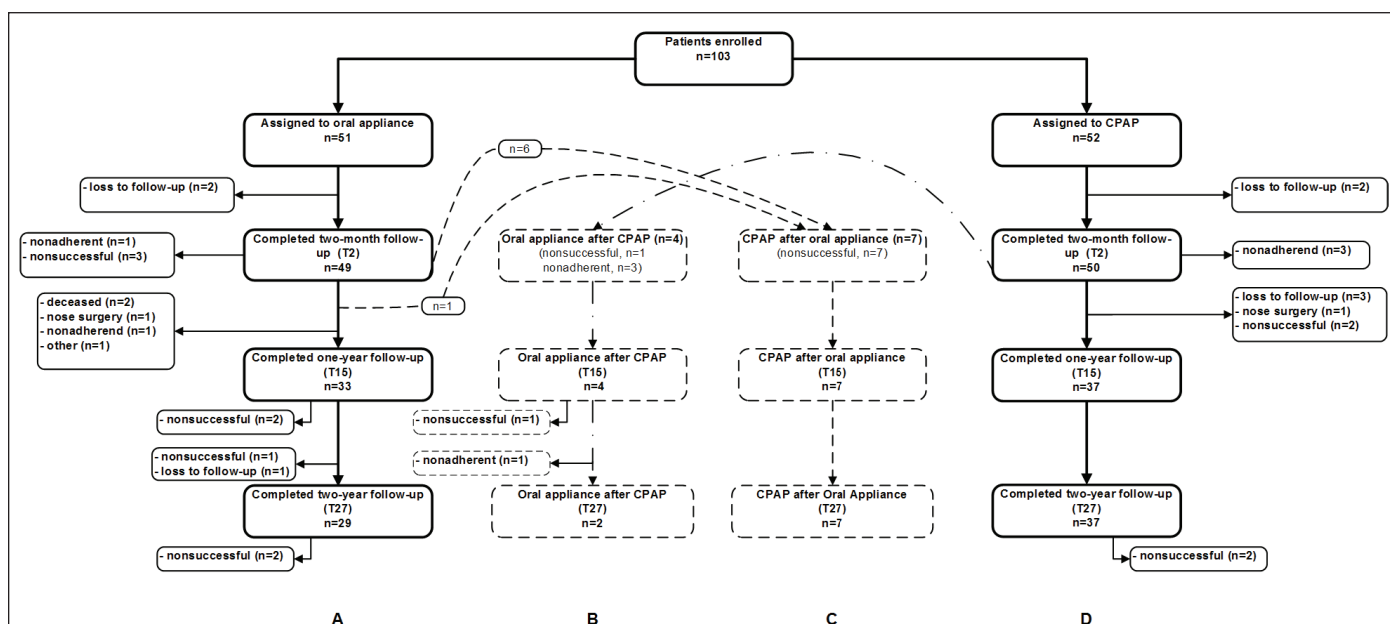 Patients enrolled
n=103
Assigned to oral appliance
n=51
Assigned to CPAP
n=52
n=6
- loss to follow-up (n=2)
- loss to follow-up (n=2)
Completed two-month follow-
up (T2)
n=49
- nonadherent (n=1)
- nonsuccessful (n=3)
Oral appliance after CPAP (n=4)
(nonsuccessful, n=1
nonadherent, n=3)
CPAP after oral appliance (n=7)
(nonsuccessful, n=7)
Completed two-month follow-
up (T2)
n=50
- nonadherend (n=3)
n=1
- deceased (n=2)
- nose surgery (n=1)
- nonadherend (n=1)
- other (n=1)
- loss to follow-up (n=3)
- nose surgery (n=1)
- nonsuccessful (n=2)
Completed one-year follow-up
(T15)
n=33
Oral appliance after CPAP
(T15)
n=4
CPAP after oral appliance
(T15)
n=7
Completed one-year follow-up
(T15)
n=37
- nonsuccessful (n=2)
- nonsuccessful (n=1)
- nonsuccessful (n=1)
- loss to follow-up (n=1)
- nonadherent (n=1)
Completed two-year follow-up
(T27)
n=29
Oral appliance after CPAP
(T27)
n=2
CPAP after Oral Appliance
(T27)
n=7
Completed two-year follow-up
(T27)
n=37
- nonsuccessful (n=2)
- nonsuccessful (n=2)
A
B
C
D